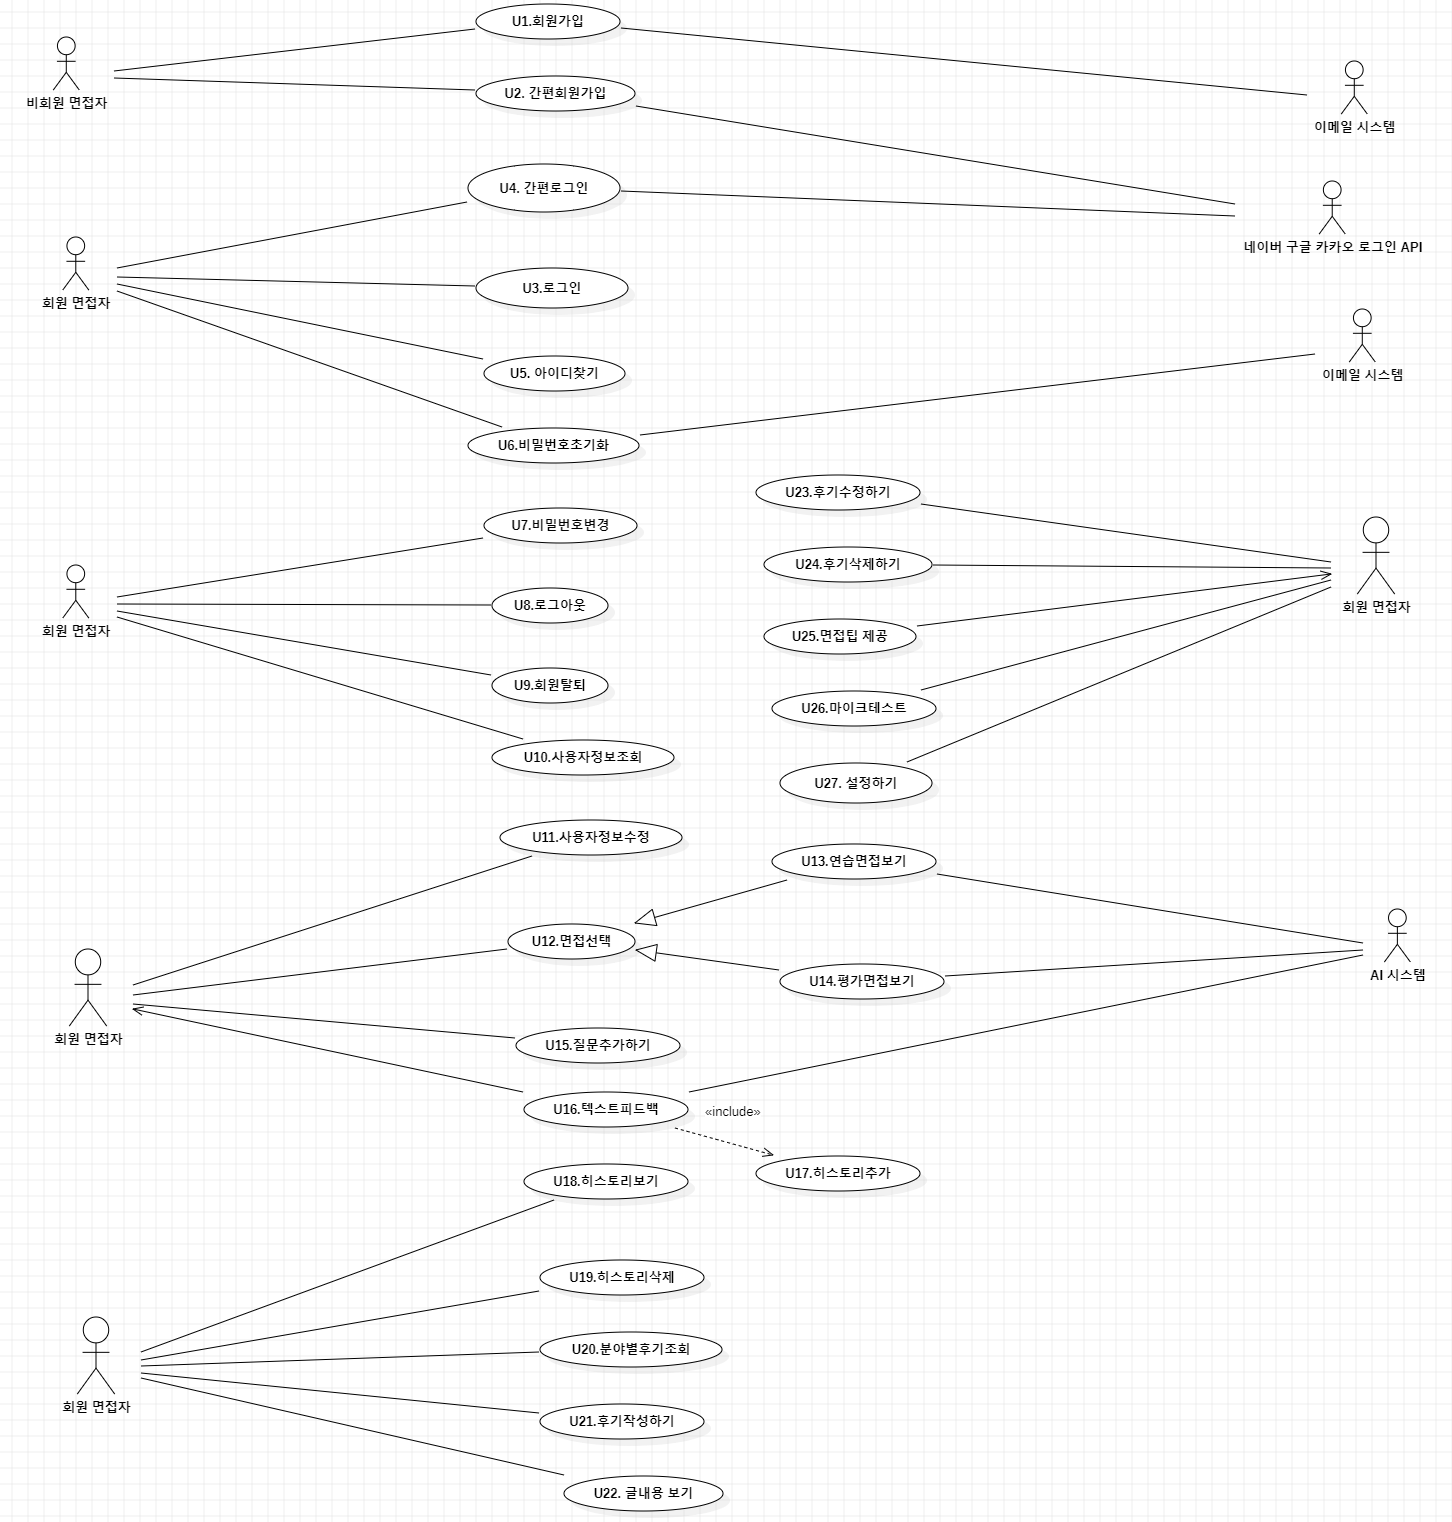 U1.회원가입
비회원 면접자
U2. 간편회원가입
이메일 시스템
U4. 간편로그인
네이버 구글 카카오 로그인 API
회원 면접자
U3.로그인
U5. 아이디찾기
이메일 시스템
U6.비밀번호초기화
U23.후기수정하기
U7.비밀번호변경
U24.후기삭제하기
회원 면접자
U8.로그아웃
회원 면접자
U25.면접팁 제공
U9.회원탈퇴
U26.마이크테스트
U10.사용자정보조회
U27. 설정하기
U11.사용자정보수정
U13.연습면접보기
U12.면접선택
U14.평가면접보기
AI 시스템
회원 면접자
U15.질문추가하기
U16.텍스트피드백
«include»
U17.히스토리추가
U18.히스토리보기
U19.히스토리삭제
U20.분야별후기조회
회원 면접자
U21.후기작성하기
U22. 글내용 보기